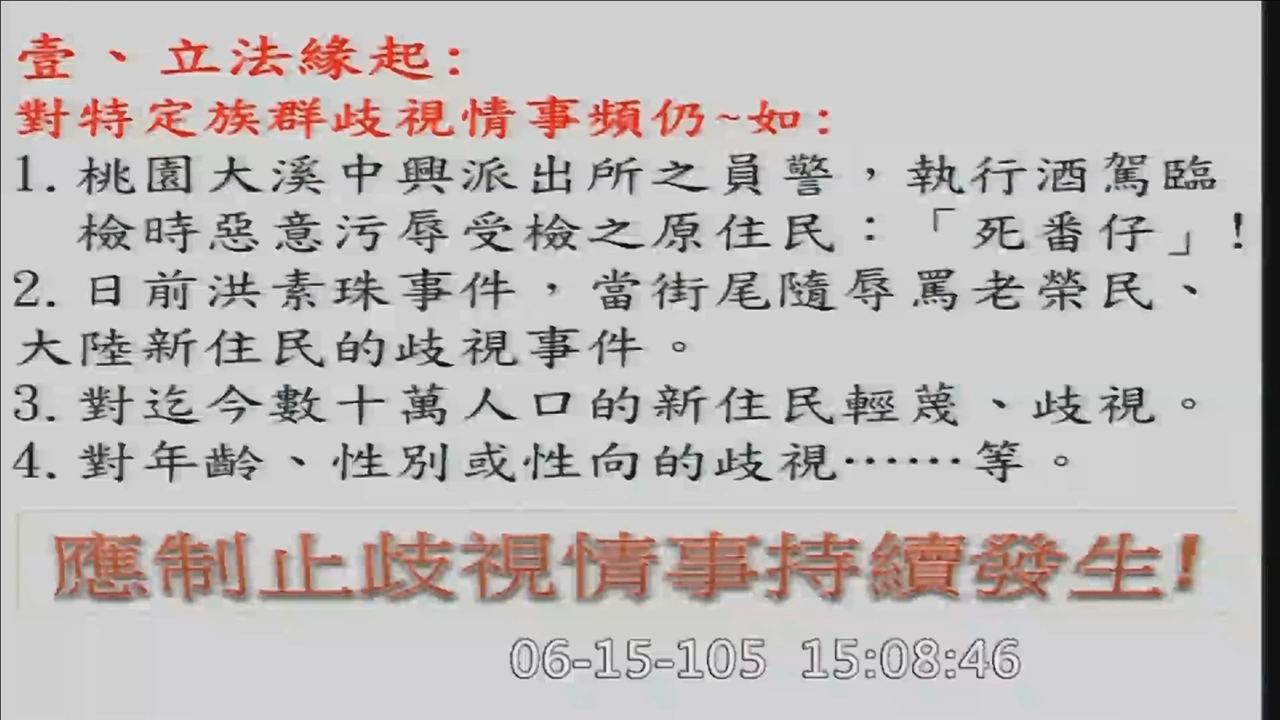 壹、立法緣起:
對特定族群歧視情事頻仍~如:
1. 桃園大溪中興派出所之員警，執行酒駕臨
檢時惡意污辱受檢之原住民：「死番仔」!
2. 日前洪素珠事件，當街尾隨辱罵老榮民、
大陸新住民的歧視事件。
3. 對迄今數十萬人口的新住民輕蔑、歧視。
4. 對年齡、性別或性向的歧視……等。
應制止歧視情事持續發生!
06-15-105 15:08:46